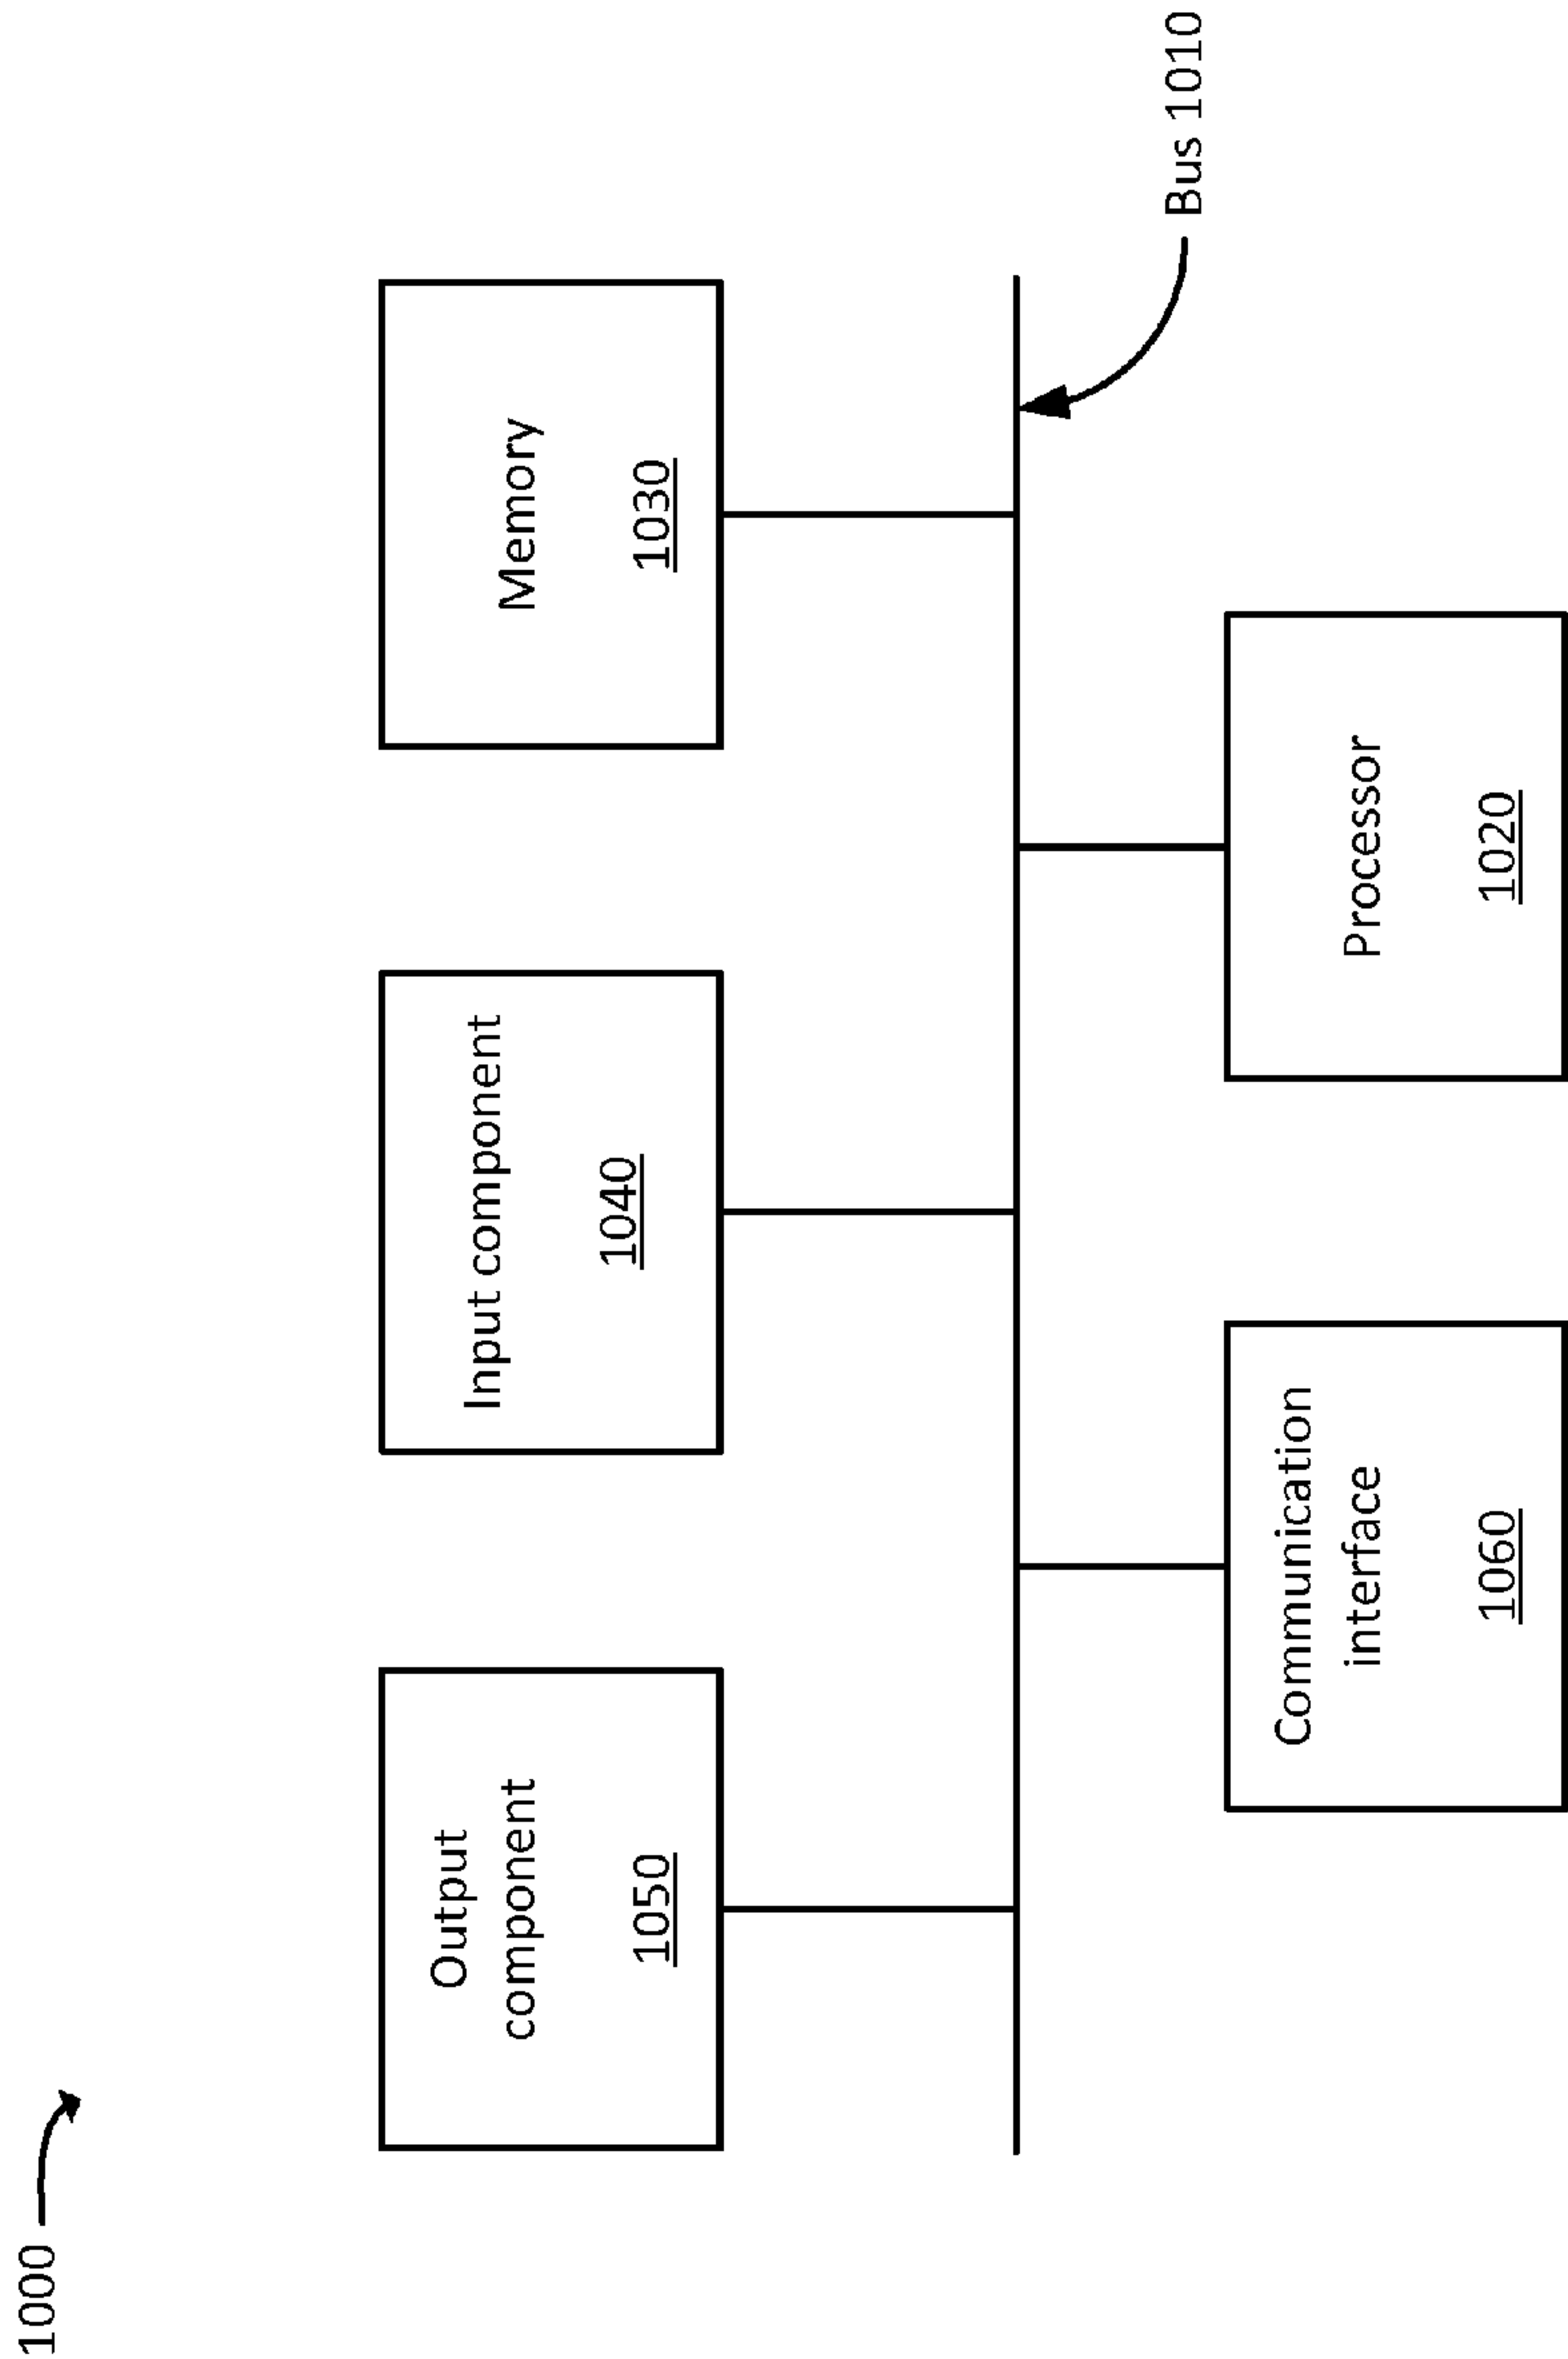 1000
Output
component
1050
Input component
1040
Memory
1030
Bus 1010
Communication
interface
1060
Processor
1020